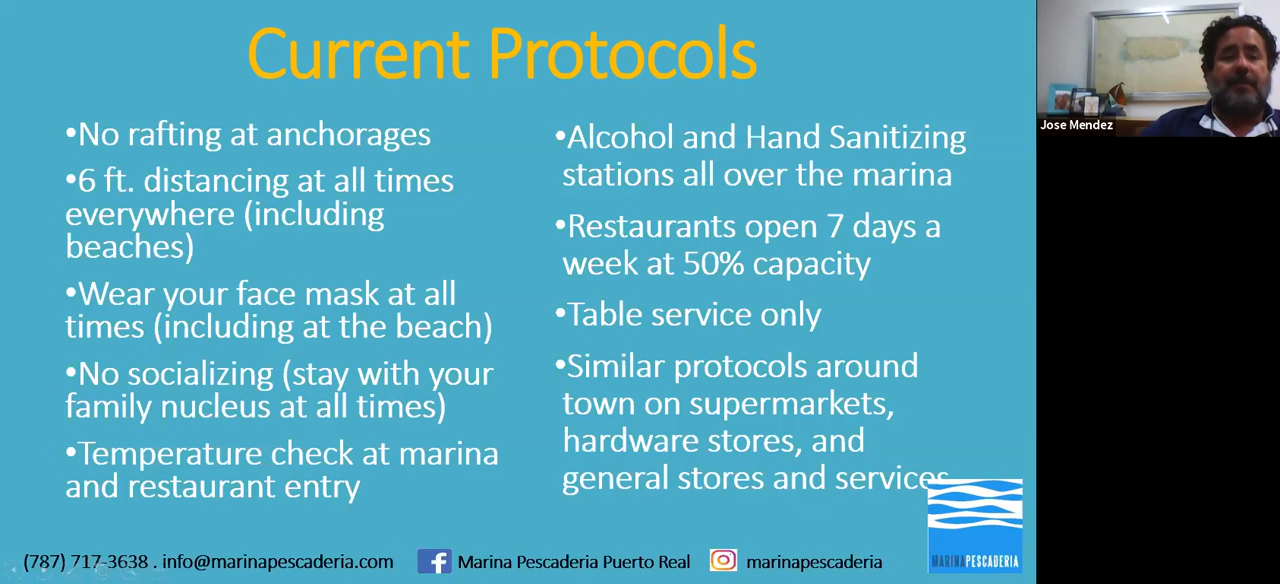 Current Protocols
•No rafting at anchorages
•6 ft. distancing at all times
everywhere (including
beaches)
•Wear your face mask at all
times (including at the beach)
•No socializing (stay with your
family nucleus at all times)
•Temperature check at marina
and restaurant entry
•Alcohol and Hand Sanitizing
stations all over the marina
•Restaurants open 7 days a
week at 50% capacity
•Table service only
•Similar protocols around
town on supermarkets,
hardware stores, and
general stores and services
MARINAPESCADERIA
(787) 717-3638 . info@marinapescaderia.com
Marina Pescaderia Puerto Real
marinapescaderia
Jose Mendez